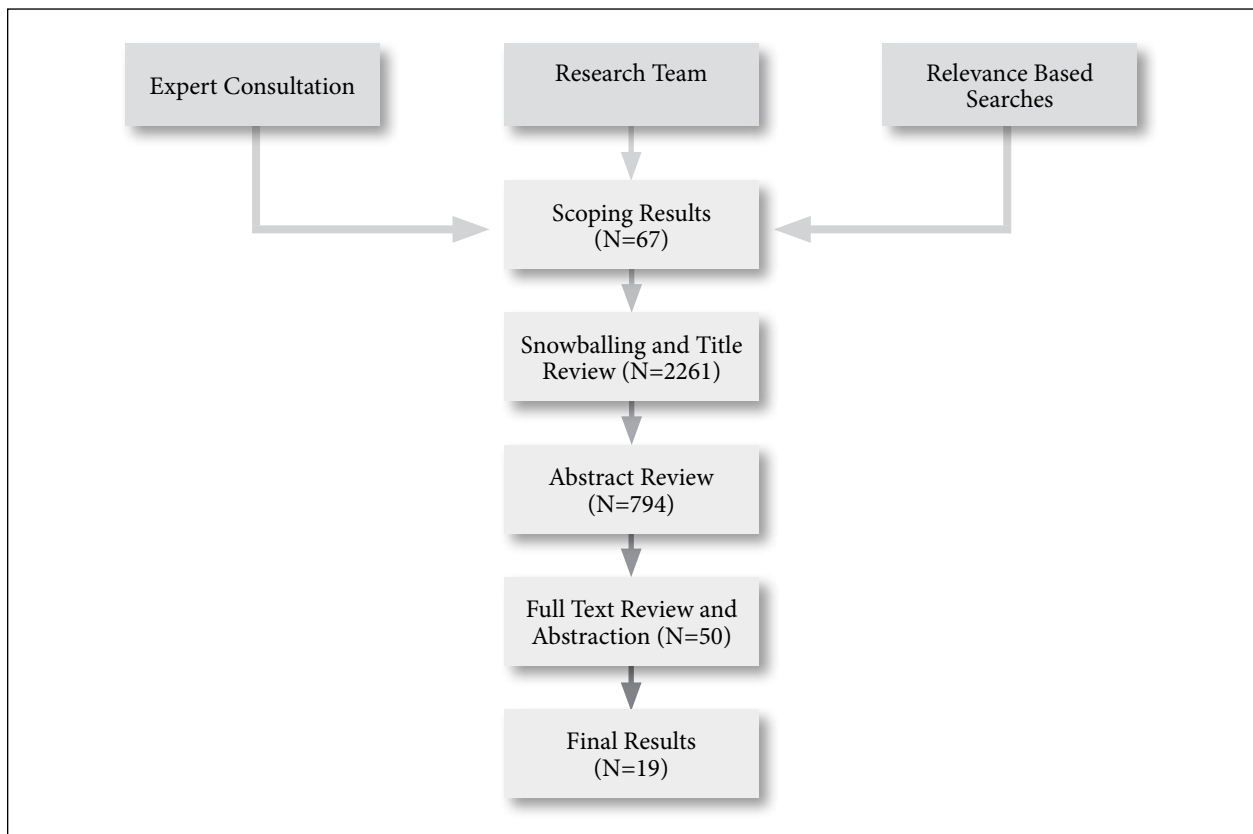 Expert Consultation
Research Team
Relevance Based
Searches
Scoping Results
(N=67)
Snowballing and Title
Review (N=2261)
Abstract Review
(N=794)
Full Text Review and
Abstraction (N=50)
Final Results
(N=19)